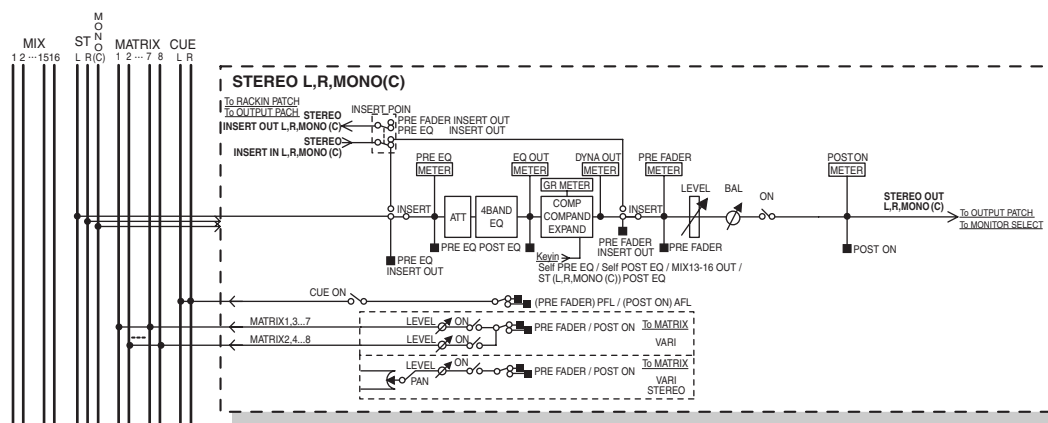 MIX
1 2 ··· 15 16
ST
L R
MONO
(C)
MATRIX
1 2 ··· 7 8
CUE
L R
STEREO L,R,MONO(C)
To RACKIN PATCH
To OUTPUT PACH
STEREO
INSERT OUT L,R,MONO (C)
STEREO
INSERT IN L,R,MONO (C)
INSERT POIN
PRE FADER INSERT OUT
PRE EQ INSERT OUT
INSERT
PRE EQ
INSERT OUT
PRE EQ
METER
PRE EQ
ATT
4BAND
EQ
POST EQ
EQ OUT
METER
DYNA OUT
METER
GR METER
COMP
COMPAND
EXPAND
Keyin
Self PRE EQ / Self POST EQ / MIX13-16 OUT /
ST (L,R,MONO (C)) POST EQ
INSERT
PRE FADER
INSERT OUT
PRE FADER
METER
PRE FADER
LEVEL
BAL
ON
POST ON
METER
POST ON
STEREO OUT
L,R,MONO (C)
To OUTPUT PATCH
To MONITOR SELECT
CUE ON
(PRE FADER) PFL / (POST ON) AFL
MATRIX1,3...7
LEVEL
ON
PRE FADER / POST ON
To MATRIX
VARI
MATRIX2,4...8
LEVEL
ON
LEVEL
PAN
ON
PRE FADER / POST ON
To MATRIX
VARI
STEREO